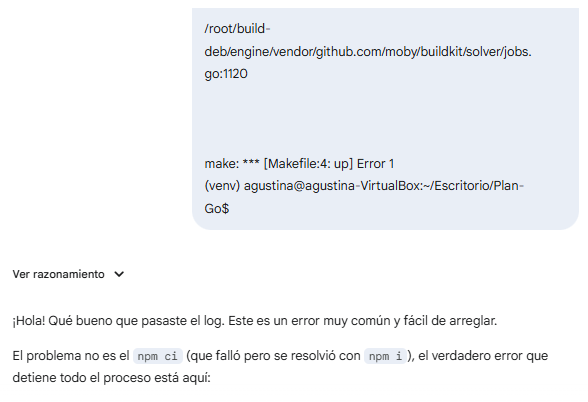 /root/build-
deb/engine/vendor/github.com/moby/buildkit/solver/jobs.
go:1120
make: *** [Makefile:4: up] Error 1
(venv) agustina@agustina-VirtualBox:~/Escritorio/Plan-
Go$
Ver razonamiento
¡Hola! Qué bueno que pasaste el log. Este es un error muy común y fácil de arreglar.
El problema no es el npm ci (que falló pero se resolvió con npm i), el verdadero error que
detiene todo el proceso está aquí: